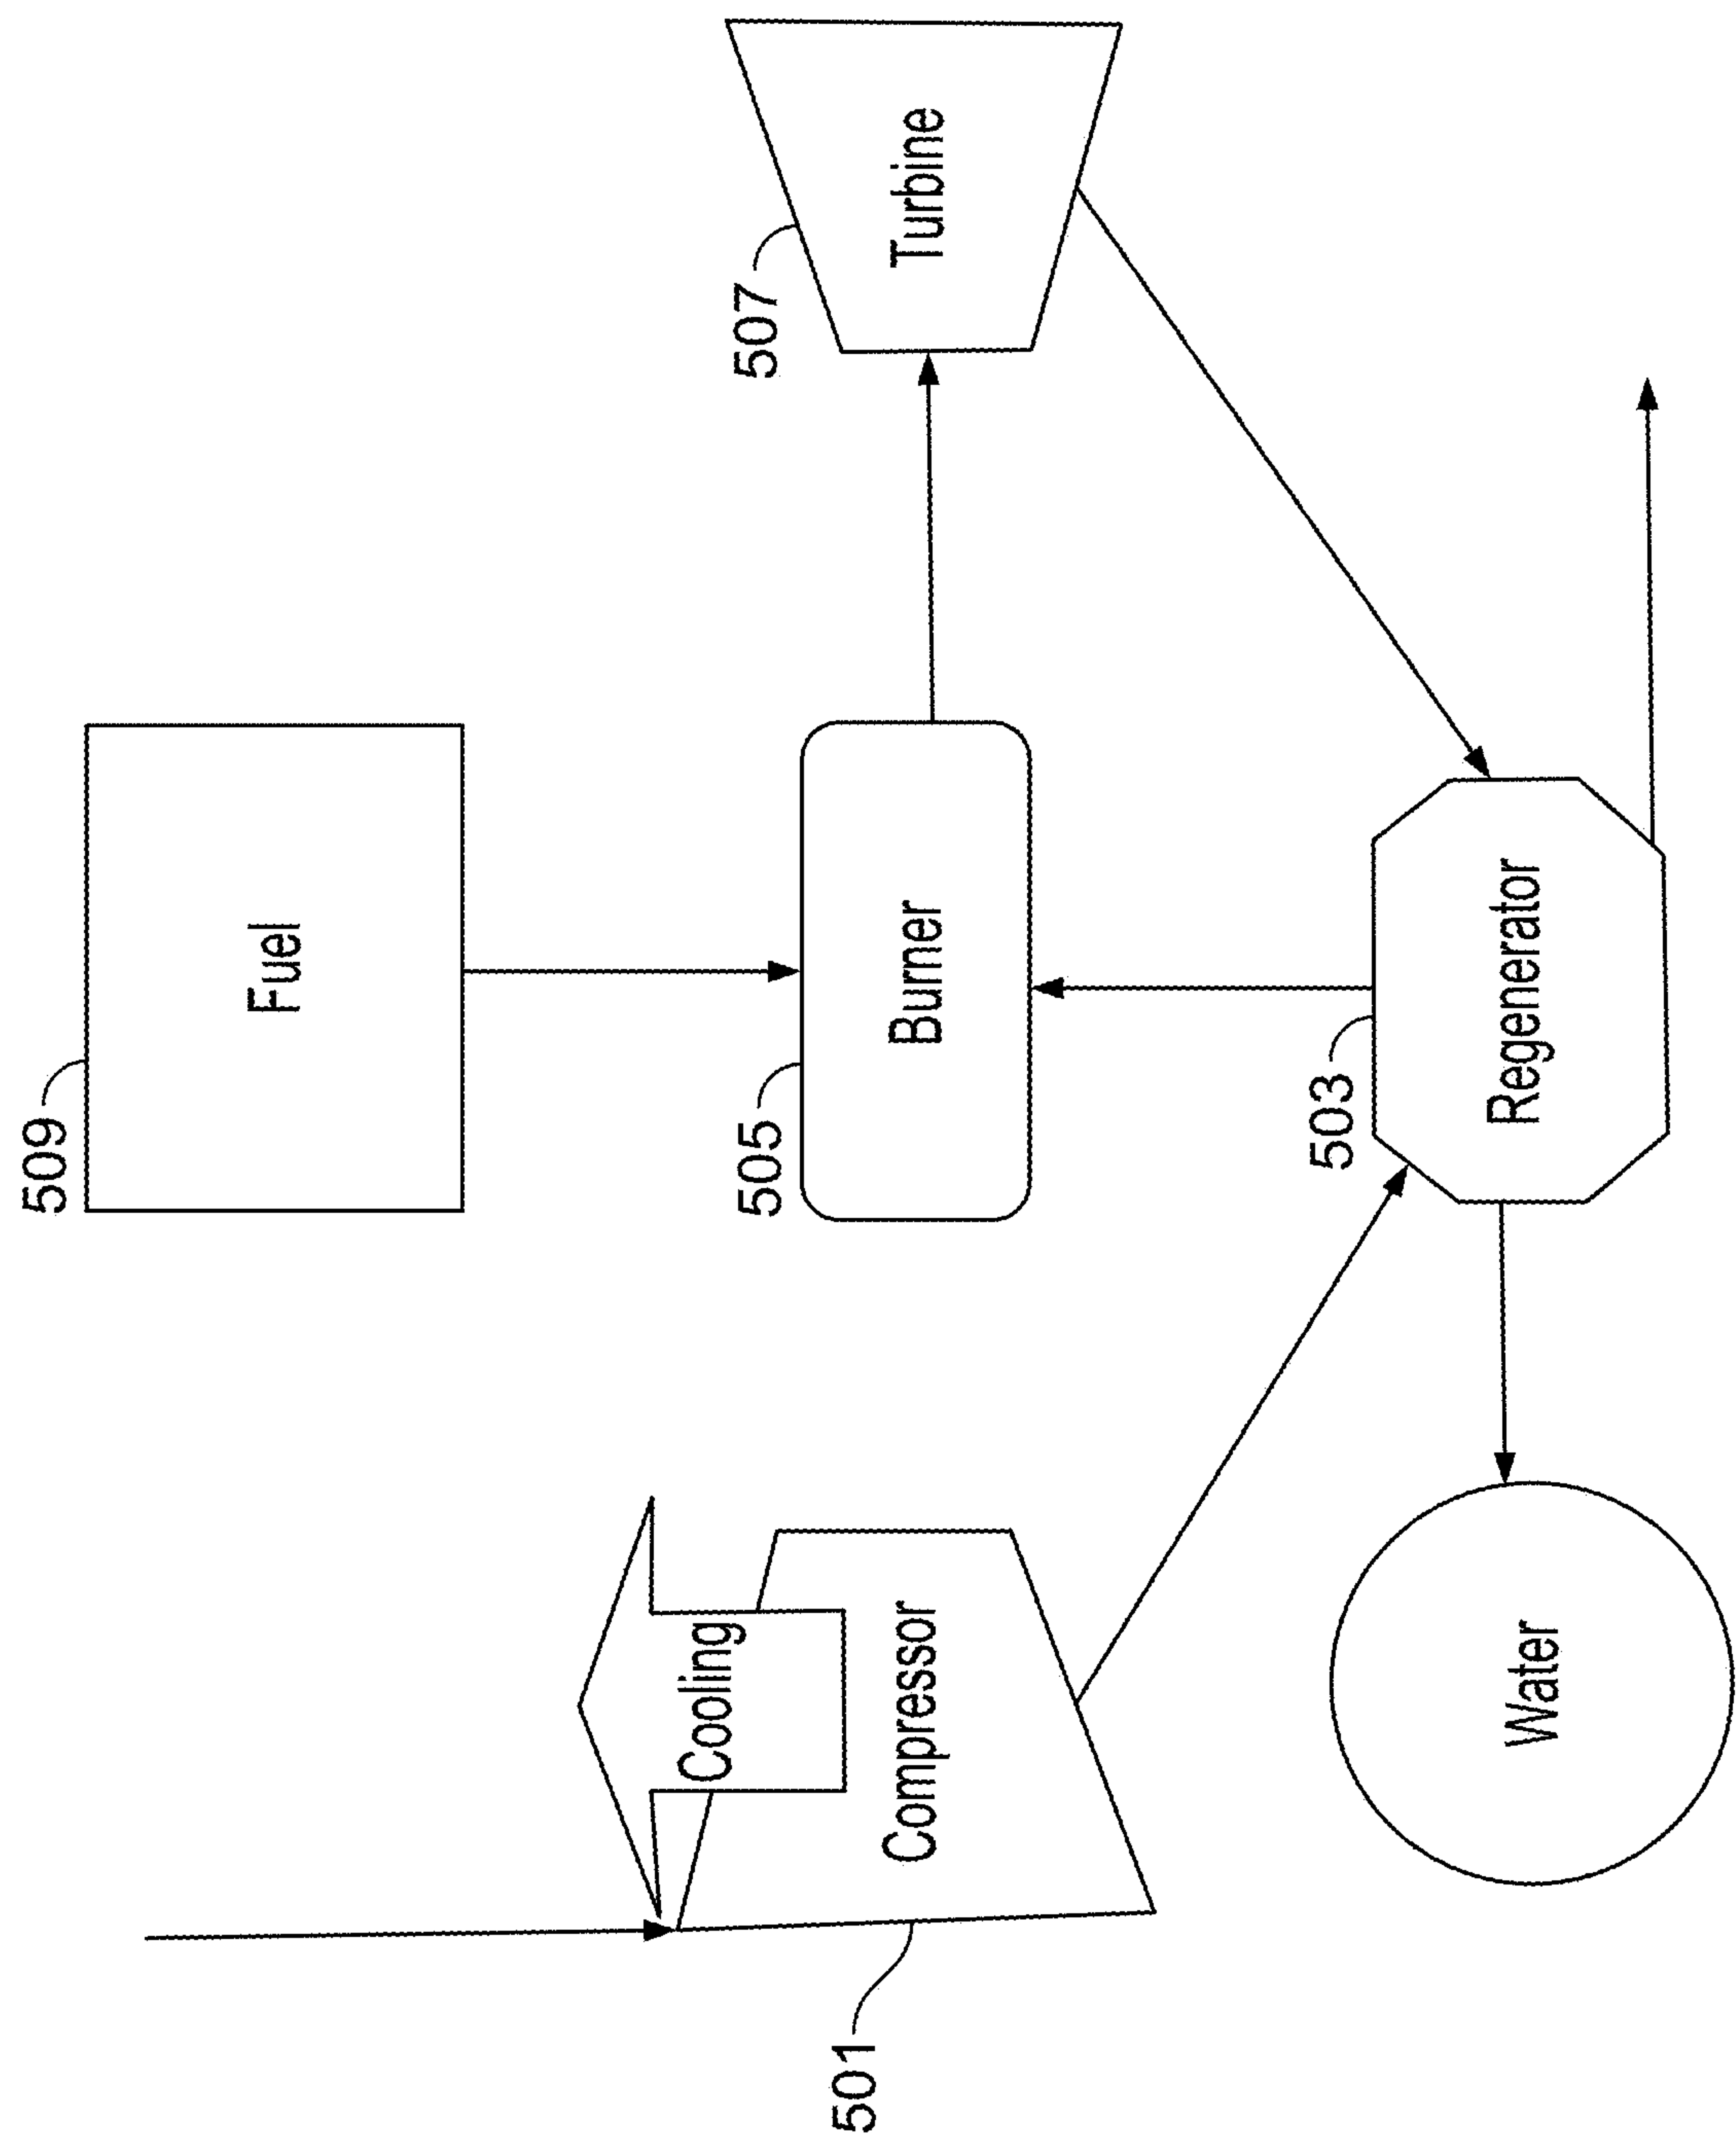 509
Fuel
507
Turbine
505
Burner
Cooling
Compressor
501
503
Regenerator
Water